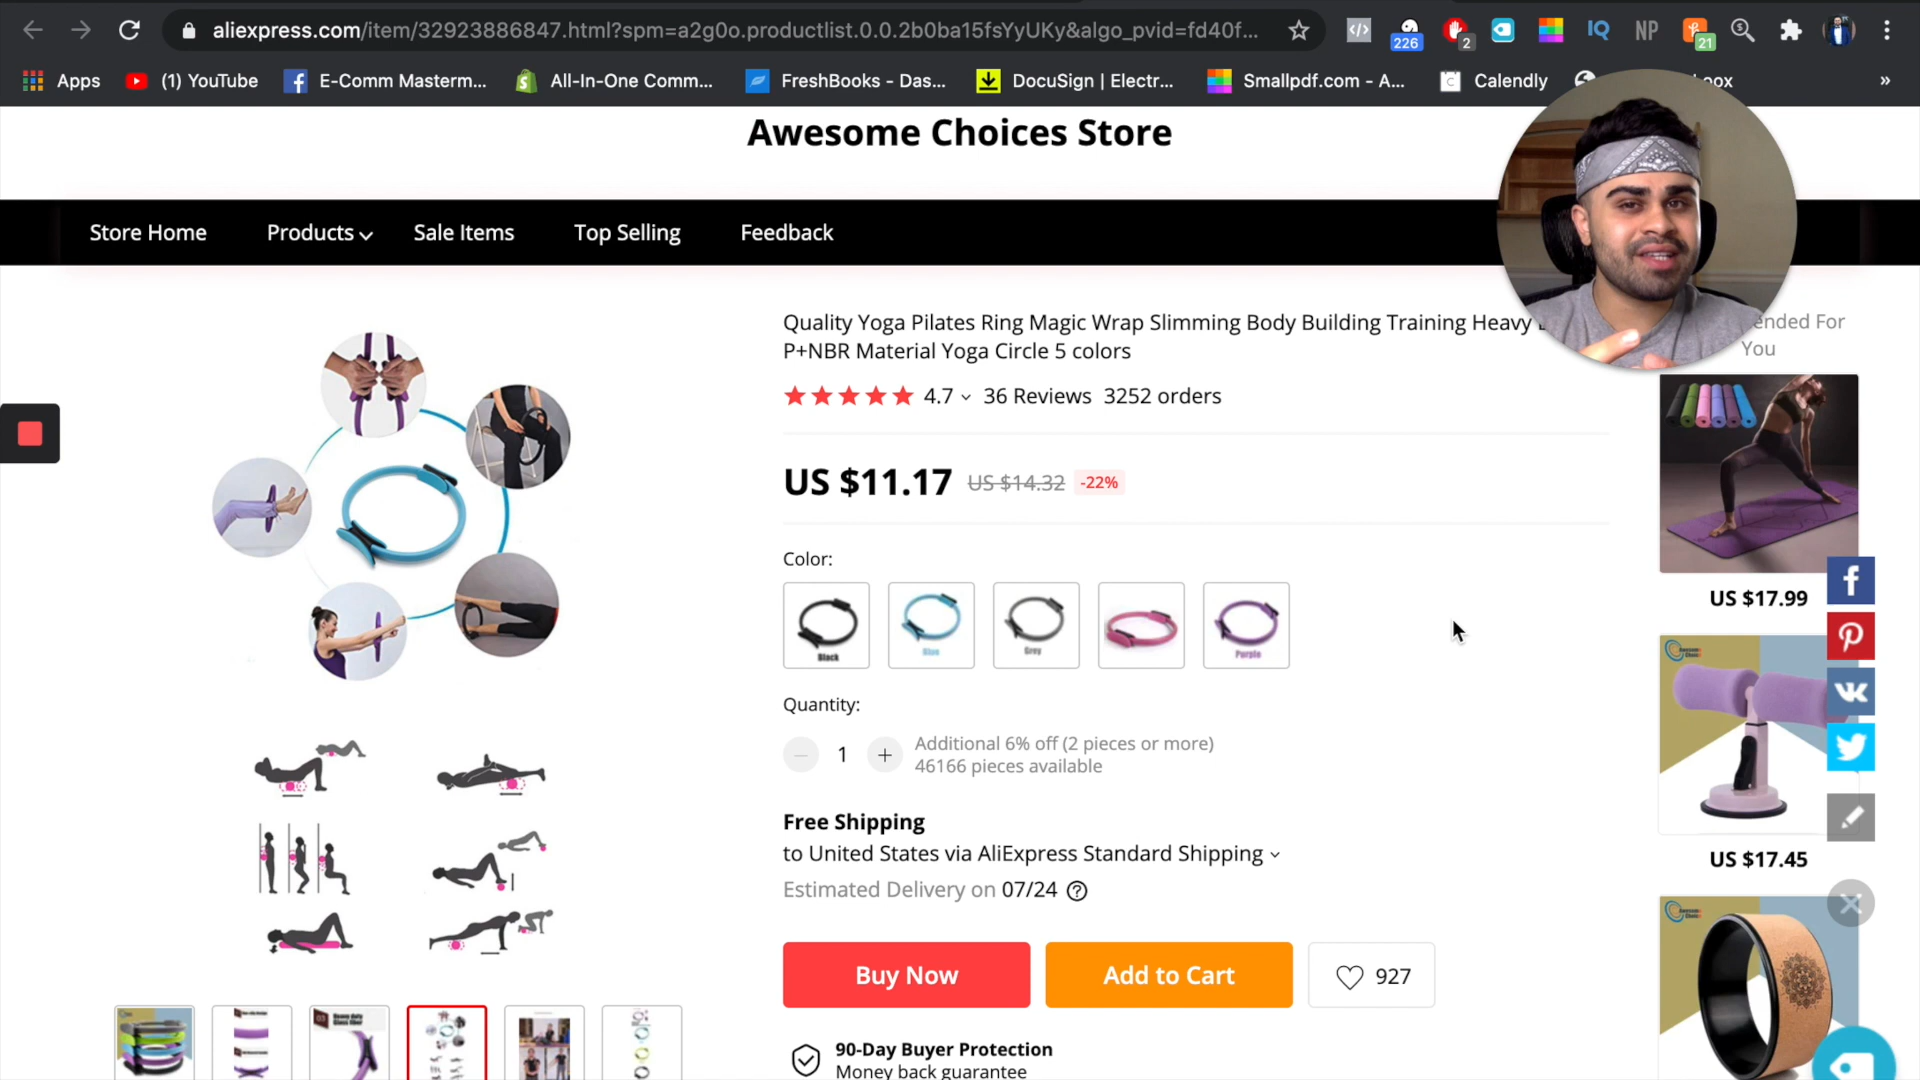 aliexpress.com/item/32923886847.html?spm=a2g0o.productlist.0.0.2b0ba15fsYyUKy&algo_pvid=fd40f...
226
2
IQ
NP
21
Apps
(1) YouTube
E-Comm Masterm...
All-In-One Comm...
FreshBooks - Das...
DocuSign | Electr...
Smallpdf.com - A...
Calendly
»
Awesome Choices Store
Store Home
Products
Sale Items
Top Selling
Feedback
Quality Yoga Pilates Ring Magic Wrap Slimming Body Building Training Heavy
P+NBR Material Yoga Circle 5 colors
ended For
You
4.7
36 Reviews
3252 orders
US $11.17
US $14.32
-22%
Color:
Black
Blue
Grey
Purple
US $17.99
Quantity:
1
Additional 6% off (2 pieces or more)
46166 pieces available
Free Shipping
to United States via AliExpress Standard Shipping
Estimated Delivery on 07/24
US $17.45
Buy Now
Add to Cart
927
Heavy duty
90-Day Buyer Protection
Money back guarantee